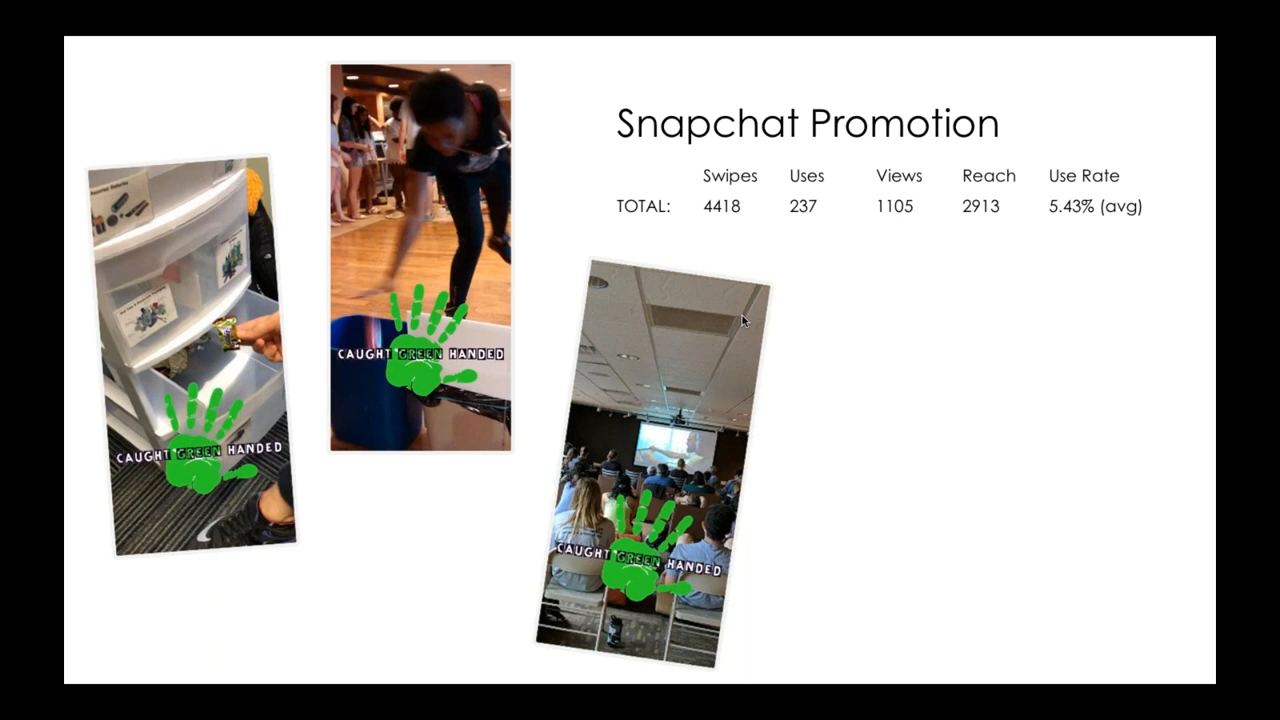 Snapchat Promotion
Swipes Uses Views Reach Use Rate
TOTAL: 4418 237 1105 2913 5.43% (avg)
CAUGHT GREEN HANDED
CAUGHT GREEN HANDED
CAUGHT GREEN HANDED